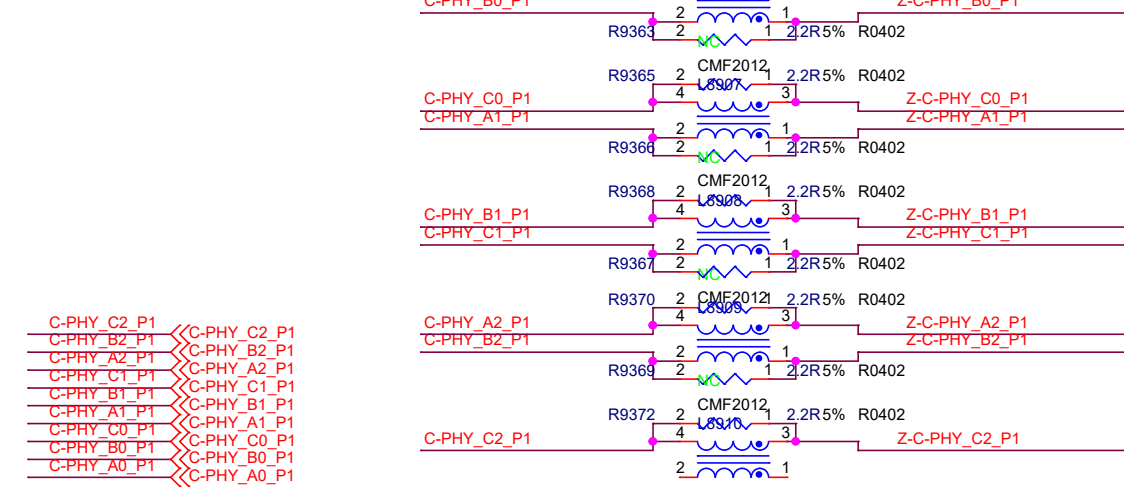 C-PHY_B0_P1 2 1 Z-C-PHY_B0_P1
R9363 2 NC 1 2.2R 5% R0402
CMF2012
R9365 2 L8907 1 2.2R 5% R0402
4 3
C-PHY_C0_P1 Z-C-PHY_C0_P1
C-PHY_A1_P1 Z-C-PHY_A1_P1
2 1
R9366 2 NC 1 2.2R 5% R0402
CMF2012
R9368 2 L8908 1 2.2R 5% R0402
4 3
C-PHY_B1_P1 Z-C-PHY_B1_P1
C-PHY_C1_P1 Z-C-PHY_C1_P1
2 1
R9367 2 NC 1 2.2R 5% R0402
CMF2012
R9370 2 L8909 1 2.2R 5% R0402
4 3
C-PHY_A2_P1 Z-C-PHY_A2_P1
C-PHY_B2_P1 Z-C-PHY_B2_P1
2 1
R9369 2 NC 1 2.2R 5% R0402
CMF2012
R9372 2 L8910 1 2.2R 5% R0402
4 3
C-PHY_C2_P1 Z-C-PHY_C2_P1
2 1
C-PHY_C2_P1 C-PHY_C2_P1
C-PHY_B2_P1 C-PHY_B2_P1
C-PHY_A2_P1 C-PHY_A2_P1
C-PHY_C1_P1 C-PHY_C1_P1
C-PHY_B1_P1 C-PHY_B1_P1
C-PHY_A1_P1 C-PHY_A1_P1
C-PHY_C0_P1 C-PHY_C0_P1
C-PHY_B0_P1 C-PHY_B0_P1
C-PHY_A0_P1 C-PHY_A0_P1